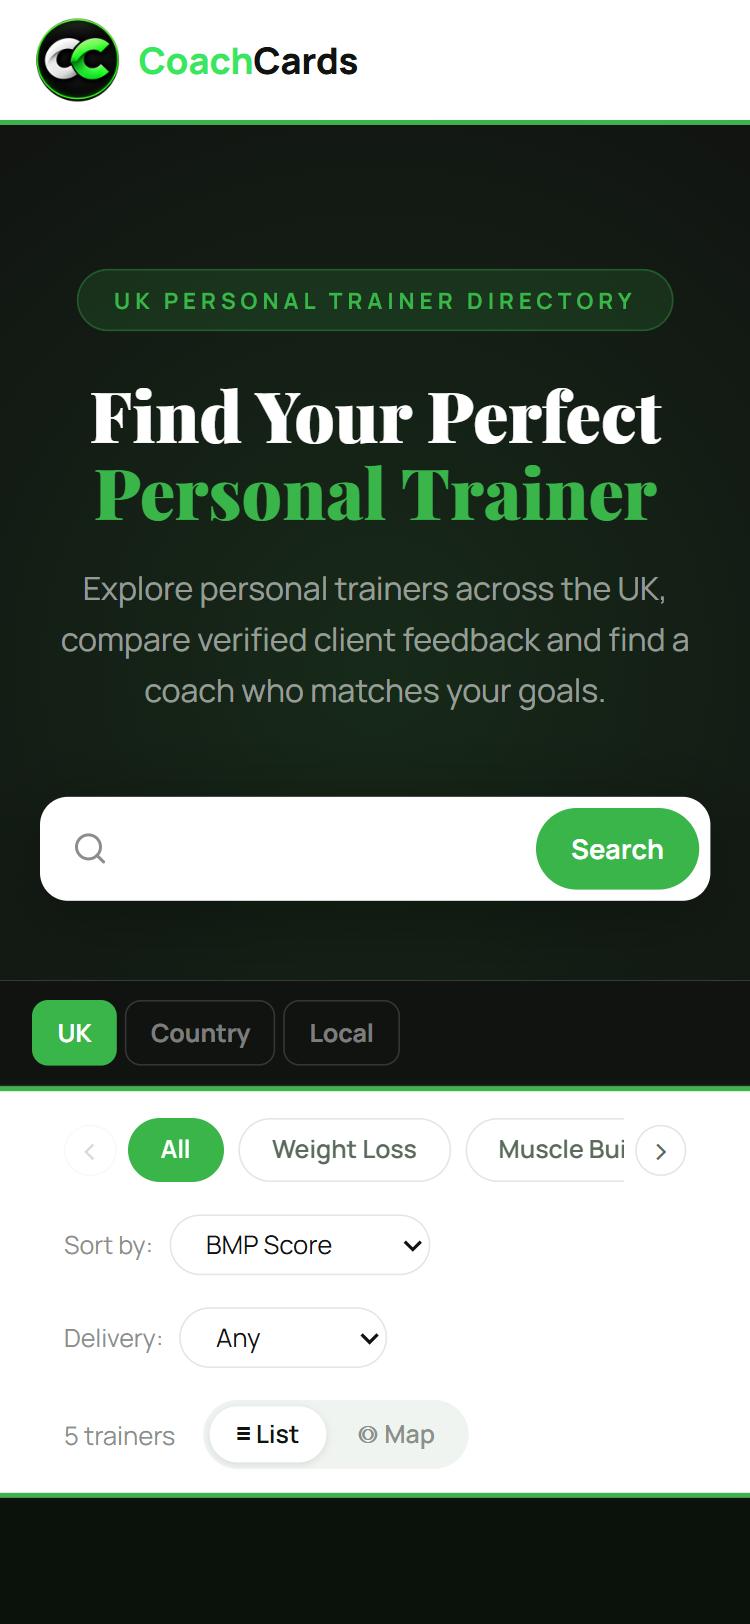 CoachCards
UK PERSONAL TRAINER DIRECTORY
Find Your Perfect
Personal Trainer
Explore personal trainers across the UK,
compare verified client feedback and find a
coach who matches your goals.
Search
UK Country Local
All Weight Loss Muscle Bui
Sort by: BMP Score
Delivery: Any
5 trainers List Map